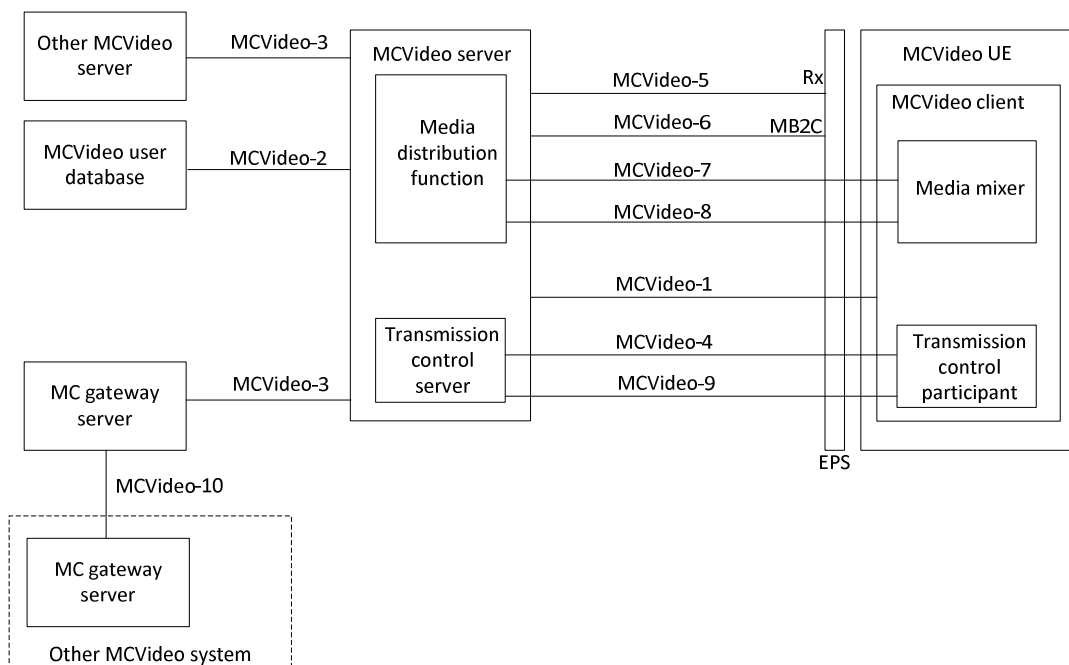 Other MCVideo
server
MCVideo-3
MCVideo user
database
MCVideo-2
MC gateway
server
MCVideo-3
MCVideo-10
MC gateway
server
Other MCVideo system
MCVideo server
Media
distribution
function
Transmission
control
server
MCVideo-5
Rx
MCVideo-6
MB2C
MCVideo-7
MCVideo-8
MCVideo-1
MCVideo-4
MCVideo-9
EPS
MCVideo UE
MCVideo client
Media mixer
Transmission
control
participant